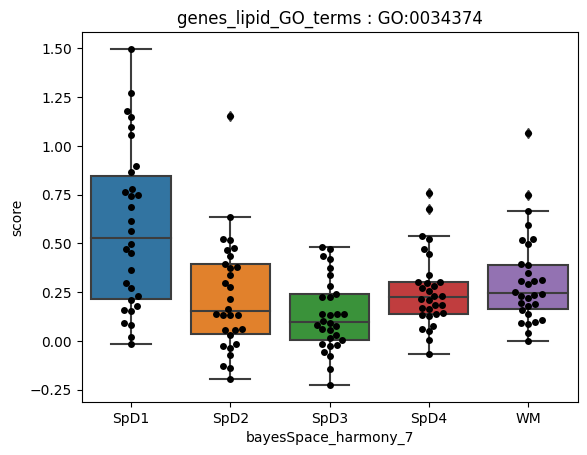 genes_lipid_GO_terms : GO:0034374
1.50
1.25
1.00
0.75
0.50
0.25
0.00
−0.25
score
SpD1 SpD2 SpD3 SpD4 WM
bayesSpace_harmony_7